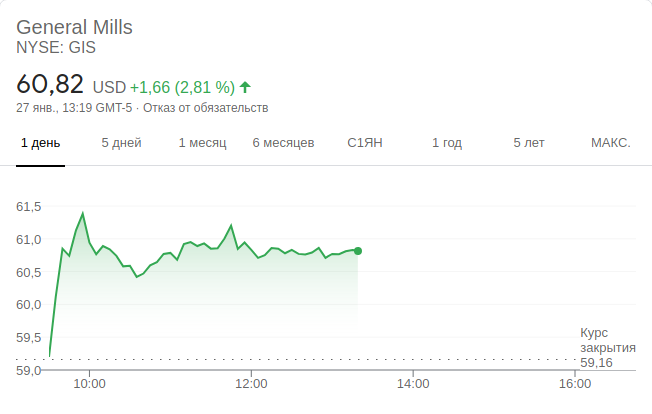 General Mills
NYSE: GIS
60,82 USD +1,66 (2,81 %)
27 янв., 13:19 GMT-5 · Отказ от обязательств
1 день 5 дней 1 месяц 6 месяцев С1ЯН 1 год 5 лет МАКС.
61,5
61,0
60,5
60,0
59,5
Курс
закрытия
59,16
59,0
10:00 12:00 14:00 16:00